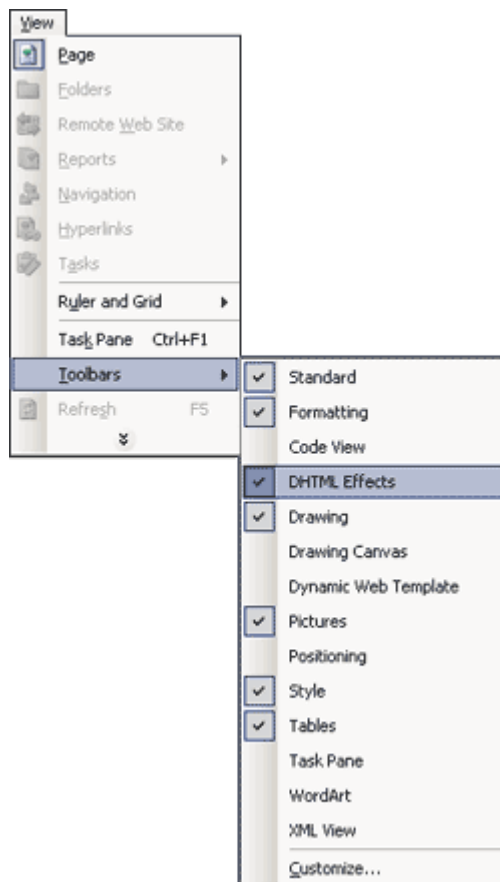 View
Page
Folders
Remote Web Site
Reports
Navigation
Hyperlinks
Tasks
Ruler and Grid
Task Pane Ctrl+F1
Toolbars
Refresh F5
Standard
Formatting
Code View
DHTML Effects
Drawing
Drawing Canvas
Dynamic Web Template
Pictures
Positioning
Style
Tables
Task Pane
WordArt
XML View
Customize...